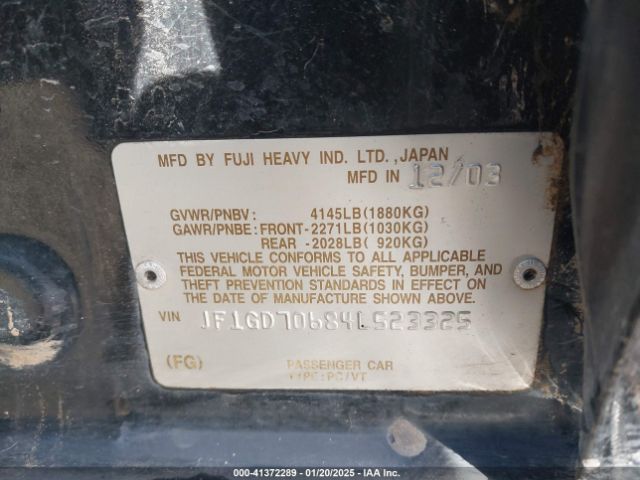 MFD BY FUJI HEAVY IND. LTD., JAPAN
MFD IN 12/03
GVWR/PNBV : 4145LB(1880KG)
GAWR/PNBE : FRONT-2271LB(1030KG)
REAR -2028LB( 920KG)
THIS VEHICLE CONFORMS TO ALL APPLICABLE
FEDERAL MOTOR VEHICLE SAFETY, BUMPER, AND
THEFT PREVENTION STANDARDS IN EFFECT ON
THE DATE OF MANUFACTURE SHOWN ABOVE.
VIN JF1GD70684L523325
(FG) PASSENGER CAR
TYPE:PC/VT
000-41372289 - 01/20/2025 - IAA Inc.